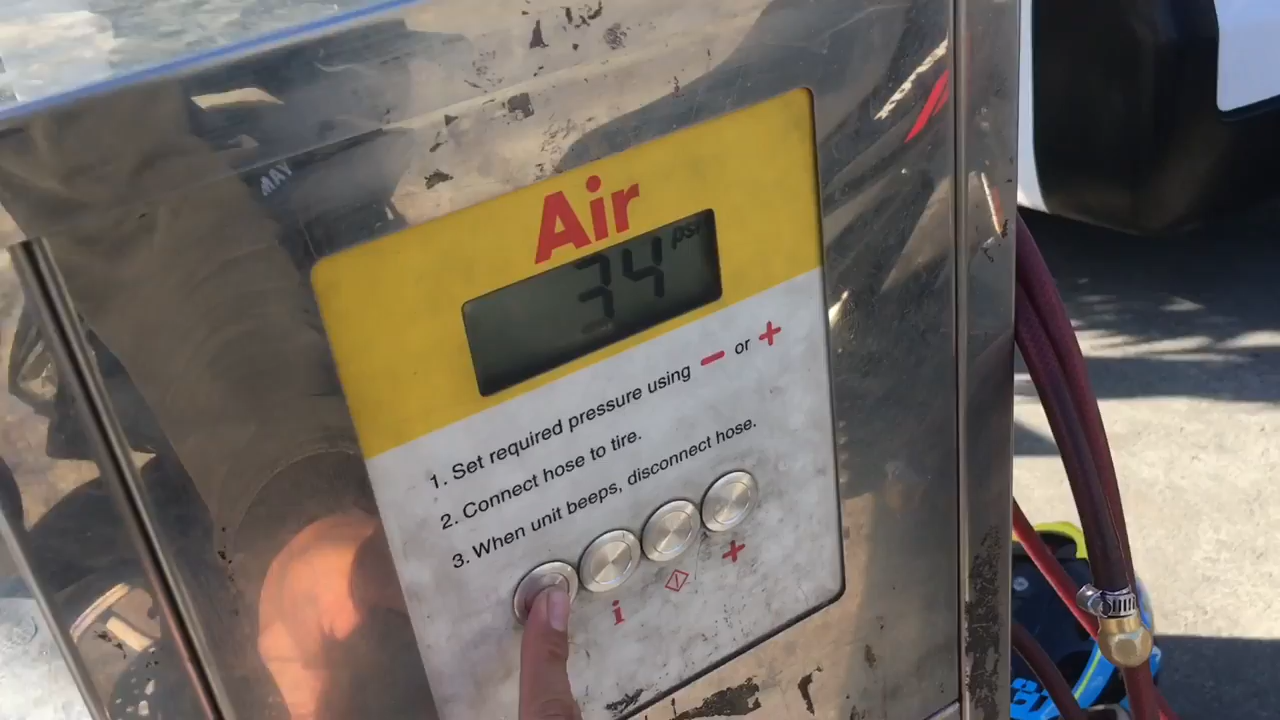 MAY
Air
34 psi
1. Set required pressure using - or +
2. Connect hose to tire.
3. When unit beeps, disconnect hose.
i
+